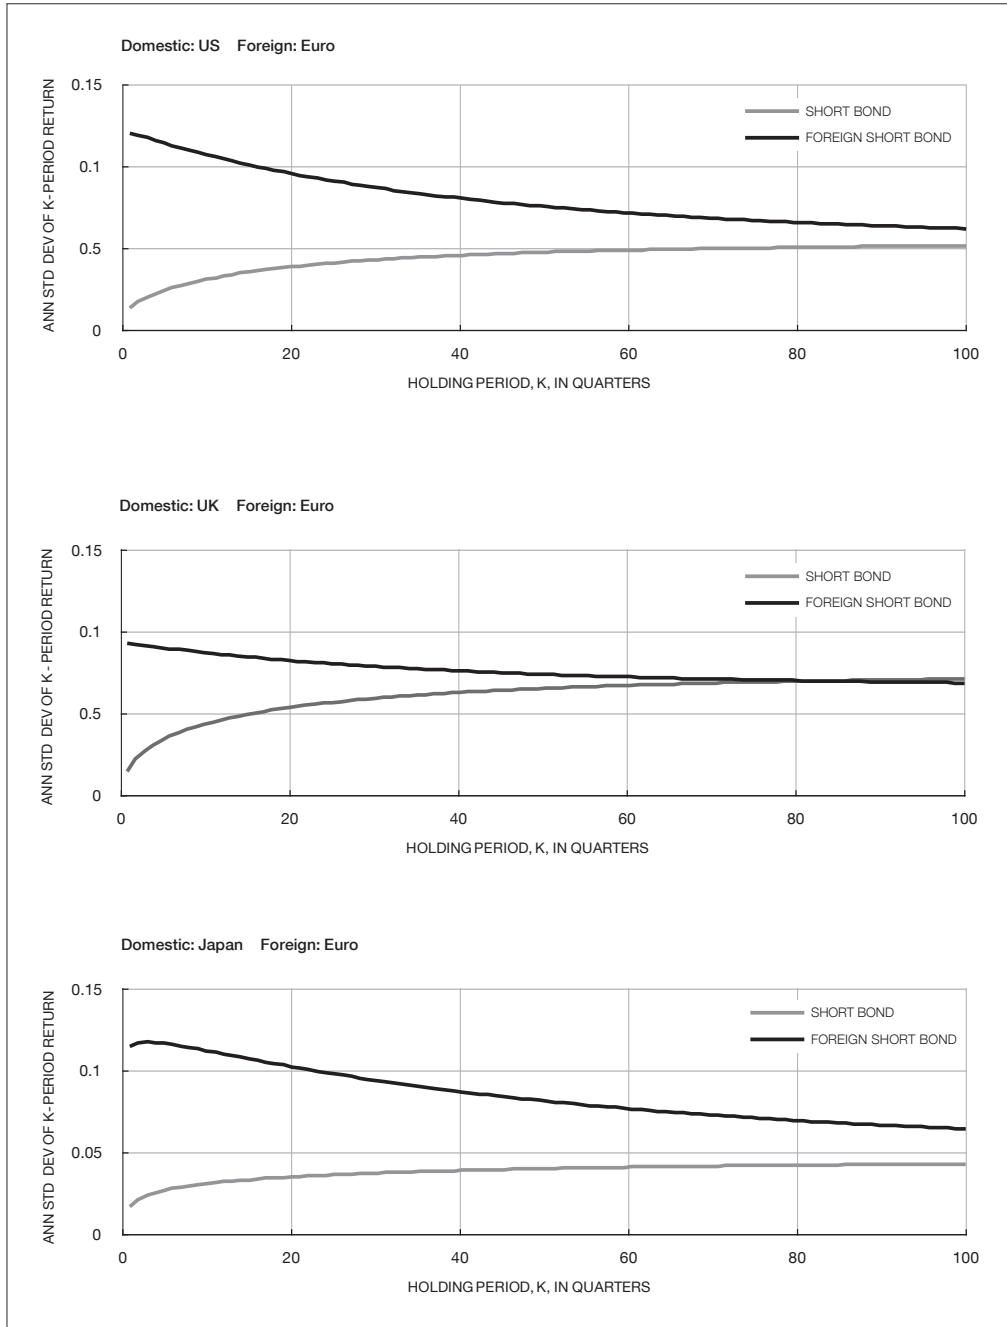 Domestic: US Foreign: Euro
ANN STD DEV OF K- PERIOD RETURN
0.15
0.1
0.5
0
SHORT BOND
FOREIGN SHORT BOND
0 20 40 60 80 100
HOLDING PERIOD, K, IN QUARTERS
Domestic: UK Foreign: Euro
ANN STD DEV OF K - PERIOD RETURN
0.15
0.1
0.5
0
SHORT BOND
FOREIGN SHORT BOND
0 20 40 60 80 100
HOLDING PERIOD, K, IN QUARTERS
Domestic: Japan Foreign: Euro
ANN STD DEV OF K- PERIOD RETURN
0.15
0.1
0.05
0
SHORT BOND
FOREIGN SHORT BOND
0 20 40 60 80 100
HOLDING PERIOD, K, IN QUARTERS